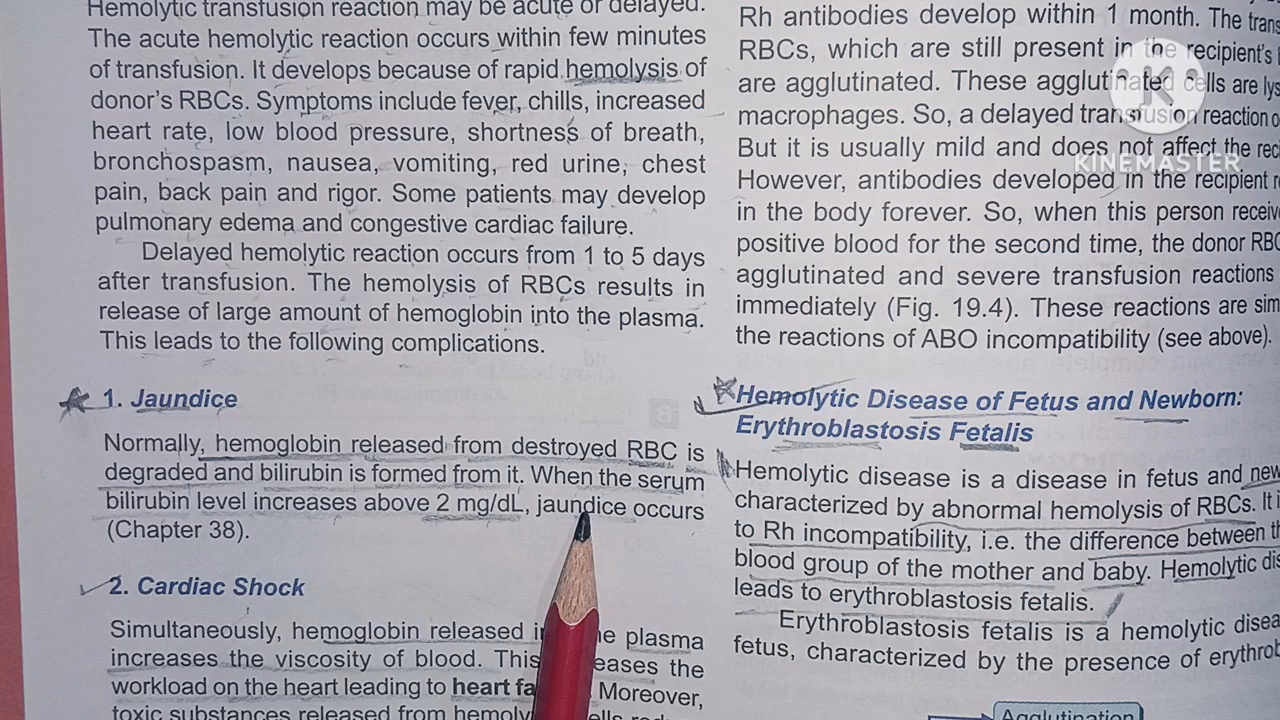 Hemolytic transfusion reaction may be acute or delayed.
The acute hemolytic reaction occurs within few minutes
of transfusion. It develops because of rapid hemolysis of
donor's RBCs. Symptoms include fever, chills, increased
heart rate, low blood pressure, shortness of breath,
bronchospasm, nausea, vomiting, red urine, chest
pain, back pain and rigor. Some patients may develop
pulmonary edema and congestive cardiac failure.
Delayed hemolytic reaction occurs from 1 to 5 days
after transfusion. The hemolysis of RBCs results in
release of large amount of hemoglobin into the plasma.
This leads to the following complications.
1. Jaundice
Normally, hemoglobin released from destroyed RBC is
degraded and bilirubin is formed from it. When the serum
bilirubin level increases above 2 mg/dL, jaundice occurs
(Chapter 38).
2. Cardiac Shock
Simultaneously, hemoglobin released plasma
increases the viscosity of blood. This the
workload on the heart leading to heart Moreover,
toxic substances released from
Rh antibodies develop within 1 month. The
RBCs, which are still present in the recipient's
are agglutinated. These agglutinated cells are
macrophages. So, a delayed transfusion reaction
But it is usually mild and does not affect the
However, antibodies developed in the recipient
in the body forever. So, when this person
positive blood for the second time, the donor
agglutinated and severe transfusion reactions
immediately (Fig. 19.4). These reactions are
the reactions of ABO incompatibility (see above).
Hemolytic Disease of Fetus and Newborn:
Erythroblastosis Fetalis
Hemolytic disease is a disease in fetus and
characterized by abnormal hemolysis of RBCs. It
to Rh incompatibility, i.e. the difference between
blood group of the mother and baby. Hemolytic
leads to erythroblastosis fetalis.
Erythroblastosis fetalis is a hemolytic
fetus, characterized by the presence of
Agglutination
KINEMASTER